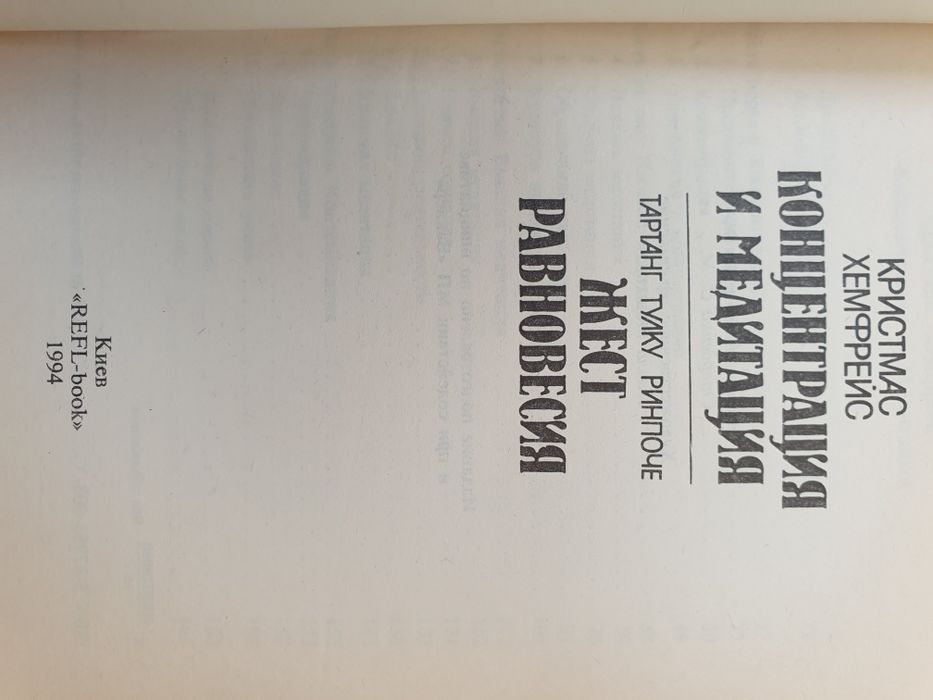 КРИСТМАС
ХЕМФРЕЙС
КОНЦЕНТРАЦИЯ
И МЕДИТАЦИЯ
ТАРТАНГ ТУЛКУ РИНПОЧЕ
ЖЕСТ
РАВНОВЕСИЯ
Киев
«REFL-book»
1994